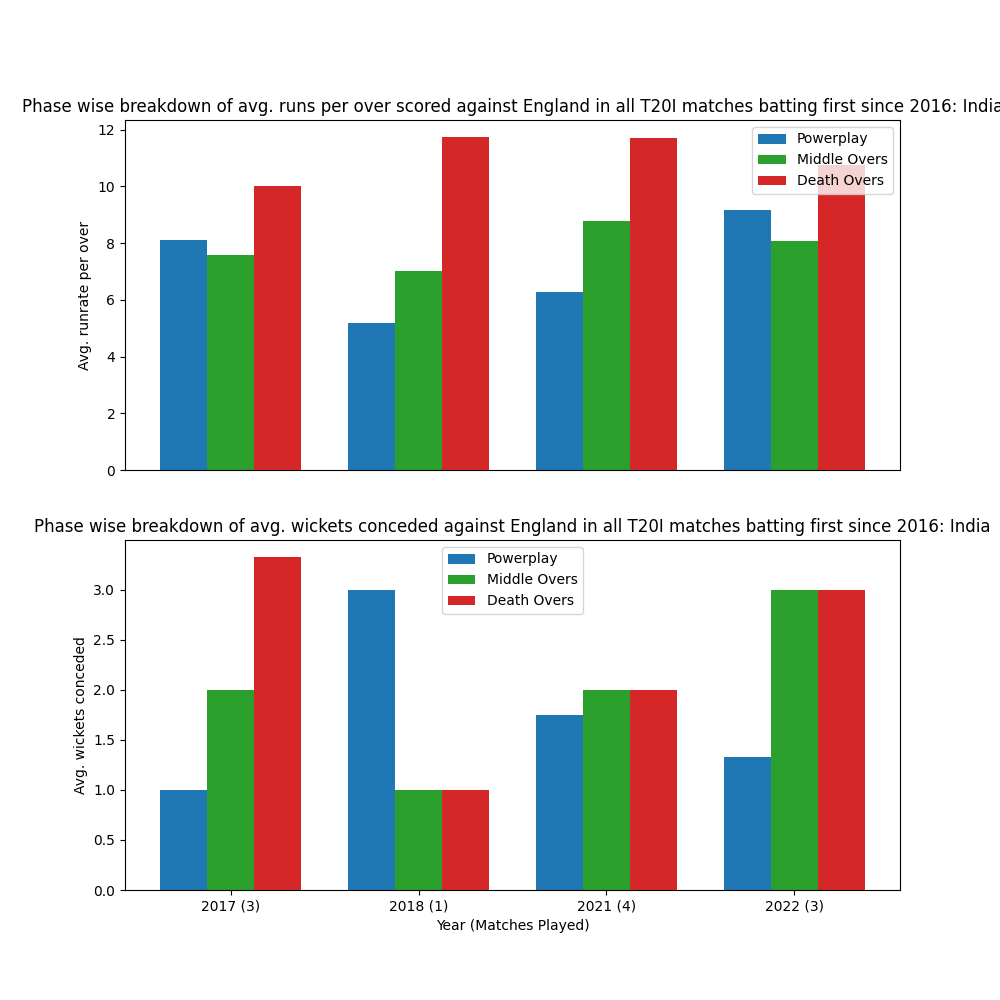 Phase wise breakdown of avg. runs per over scored against England in all T20I matches batting first since 2016: India
12
10
8
6
4
2
0
Avg. runrate per over
Powerplay
Middle Overs
Death Overs
Phase wise breakdown of avg. wickets conceded against England in all T20I matches batting first since 2016: India
3.0
2.5
2.0
1.5
1.0
0.5
0.0
Avg. wickets conceded
Powerplay
Middle Overs
Death Overs
2017 (3)
2018 (1)
2021 (4)
2022 (3)
Year (Matches Played)